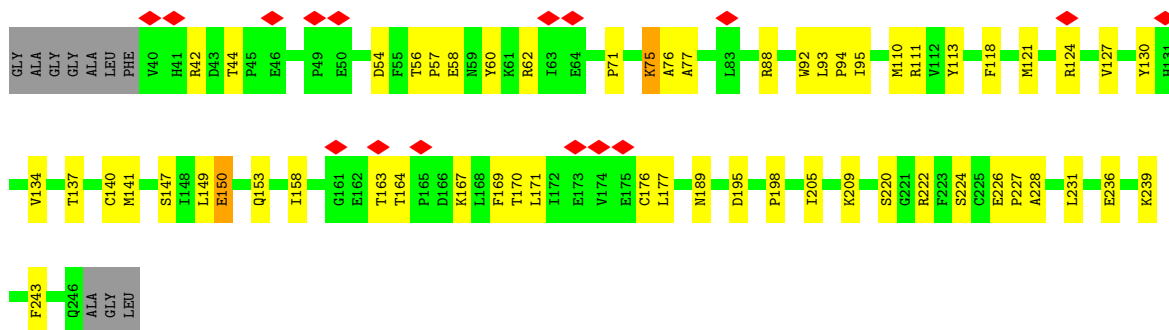 GLY ALA GLY GLY ALA LEU PHE V40 H41 R42 D43 T44 P45 E46 P49 E50 D54 F55 T56 P57 E58 N59 Y60 K61 R62 I63 E64 P71 K75 A76 A77 L83 R88 W92 L93 P94 I95 M110 R111 V112 Y113 F118 M121 R124 V127 Y130 H131
V134 T137 C140 M141 S147 I148 L149 E150 Q153 I158 G161 E162 T163 T164 P165 D166 K167 L168 F169 T170 L171 I172 E173 V174 E175 C176 L177 N189 D195 P198 I205 K209 S220 G221 R222 F223 S224 C225 E226 P227 A228 L231 E236 K239
F243 Q246 ALA GLY LEU